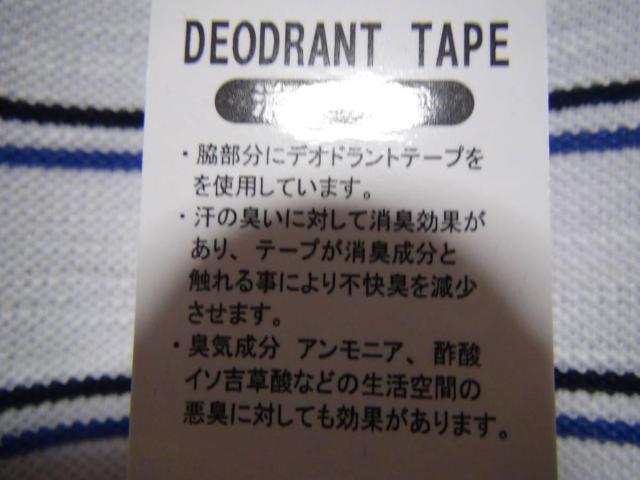 DEODRANT TAPE
・脇部分にデオドラントテープを
を使用しています。
・汗の臭いに対して消臭効果が
あり、テープが消臭成分と
触れる事により不快臭を減少
させます。
・臭気成分 アンモニア、酢酸
イソ吉草酸などの生活空間の
悪臭に対しても効果があります。